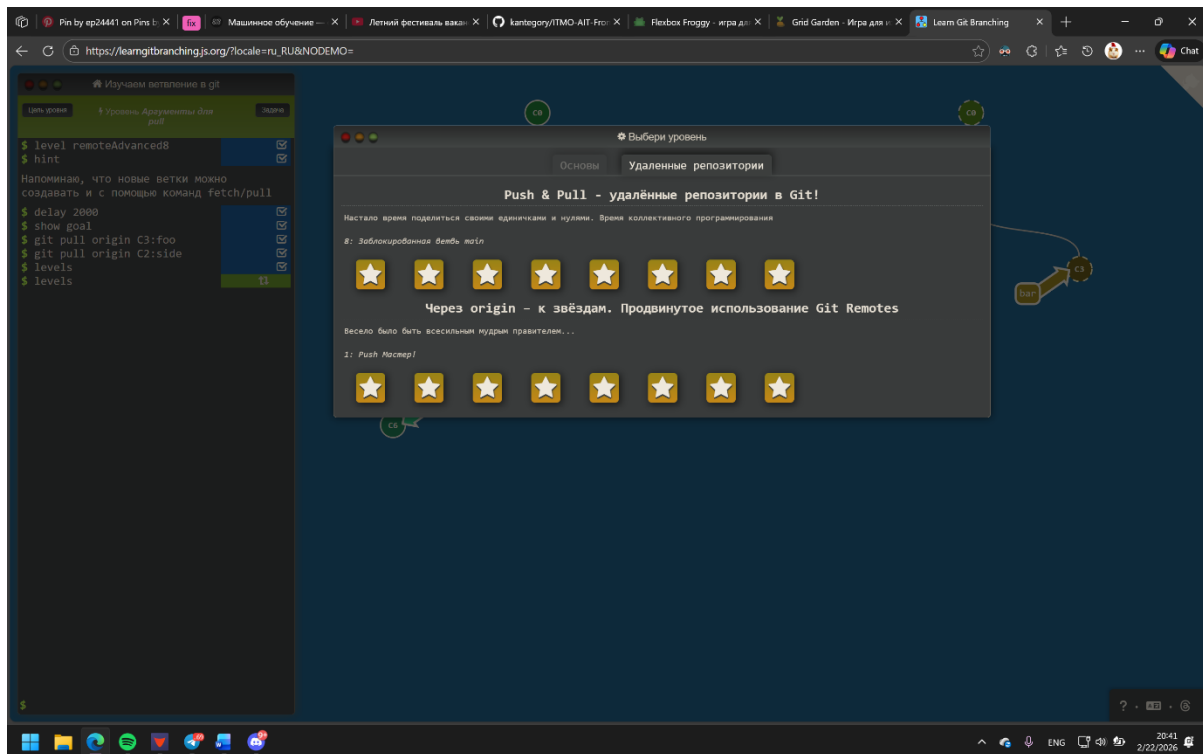 Pin by ep24441 on Pins b
fix
Машинное обучение —
Летний фестиваль вакан
kantegory/ITMO-AIT-Fron
Flexbox Froggy - игра дл
Grid Garden - Игра для и
Learn Git Branching
https://learngitbranching.js.org/?locale=ru_RU&NODEMO=
Chat
Изучаем ветвление в git
Цель уровня
Уровень Аргументы для pull
Задача
$ level remoteAdvanced8
$ hint
Напоминаю, что новые ветки можно
создавать и с помощью команд fetch/pull
$ delay 2000
$ show goal
$ git pull origin C3:foo
$ git pull origin C2:side
$ levels
$ levels
$
C0
C0
C3
bar
C6
Выбери уровень
Основы
Удаленные репозитории
Push & Pull - удалённые репозитории в Git!
Настало время поделиться своими единичками и нулями. Время коллективного программирования
8: Заблокированная ветвь main
Через origin – к звёздам. Продвинутое использование Git Remotes
Весело было быть всесильным мудрым правителем...
1: Push Мастер!
ENG
20:41
2/22/2026